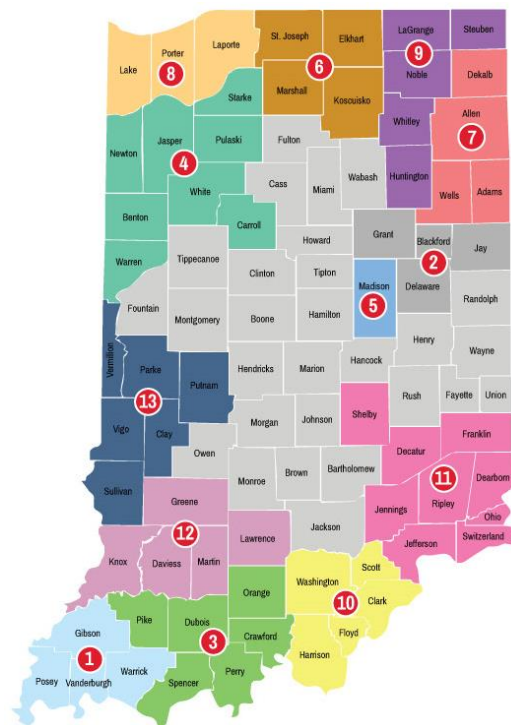 LaGrange
Steuben
St. Joseph
Elkhart
Laporte
Porter
Lake
8
6
9
Noble
Dekalb
Marshall
Koscuisko
Starke
Allen
7
Whitley
Newton
Jasper
Pulaski
Fulton
4
Huntington
Wabash
Cass
Miami
White
Wells
Adams
Benton
Carroll
Grant
Blackford
Jay
Howard
2
Warren
Tippecanoe
Clinton
Tipton
Madison
Delaware
5
Randolph
Fountain
Montgomery
Boone
Hamilton
Henry
Vermillion
Hancock
Wayne
Parke
Putnam
Hendricks
Marion
13
Rush
Fayette
Union
Vigo
Clay
Morgan
Johnson
Shelby
Franklin
Owen
Decatur
Sullivan
Monroe
Brown
Bartholomew
11
Dearborn
Greene
Jennings
Ripley
Ohio
Jackson
12
Lawrence
Jefferson
Switzerland
Knox
Daviess
Martin
Scott
Washington
Orange
Clark
10
Gibson
Pike
Dubois
3
Crawford
Floyd
Harrison
1
Posey
Vanderburgh
Warrick
Perry
Spencer